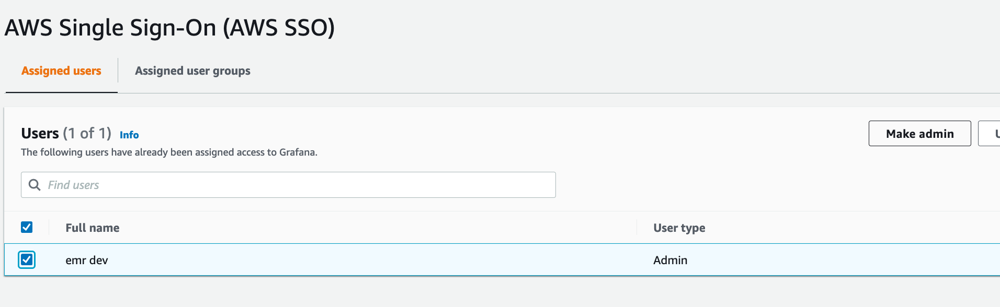 AWS Single Sign-On (AWS SSO)
Assigned users
Assigned user groups
Users (1 of 1) Info
Make admin
The following users have already been assigned access to Grafana.
Find users
Full name
User type
emr dev
Admin